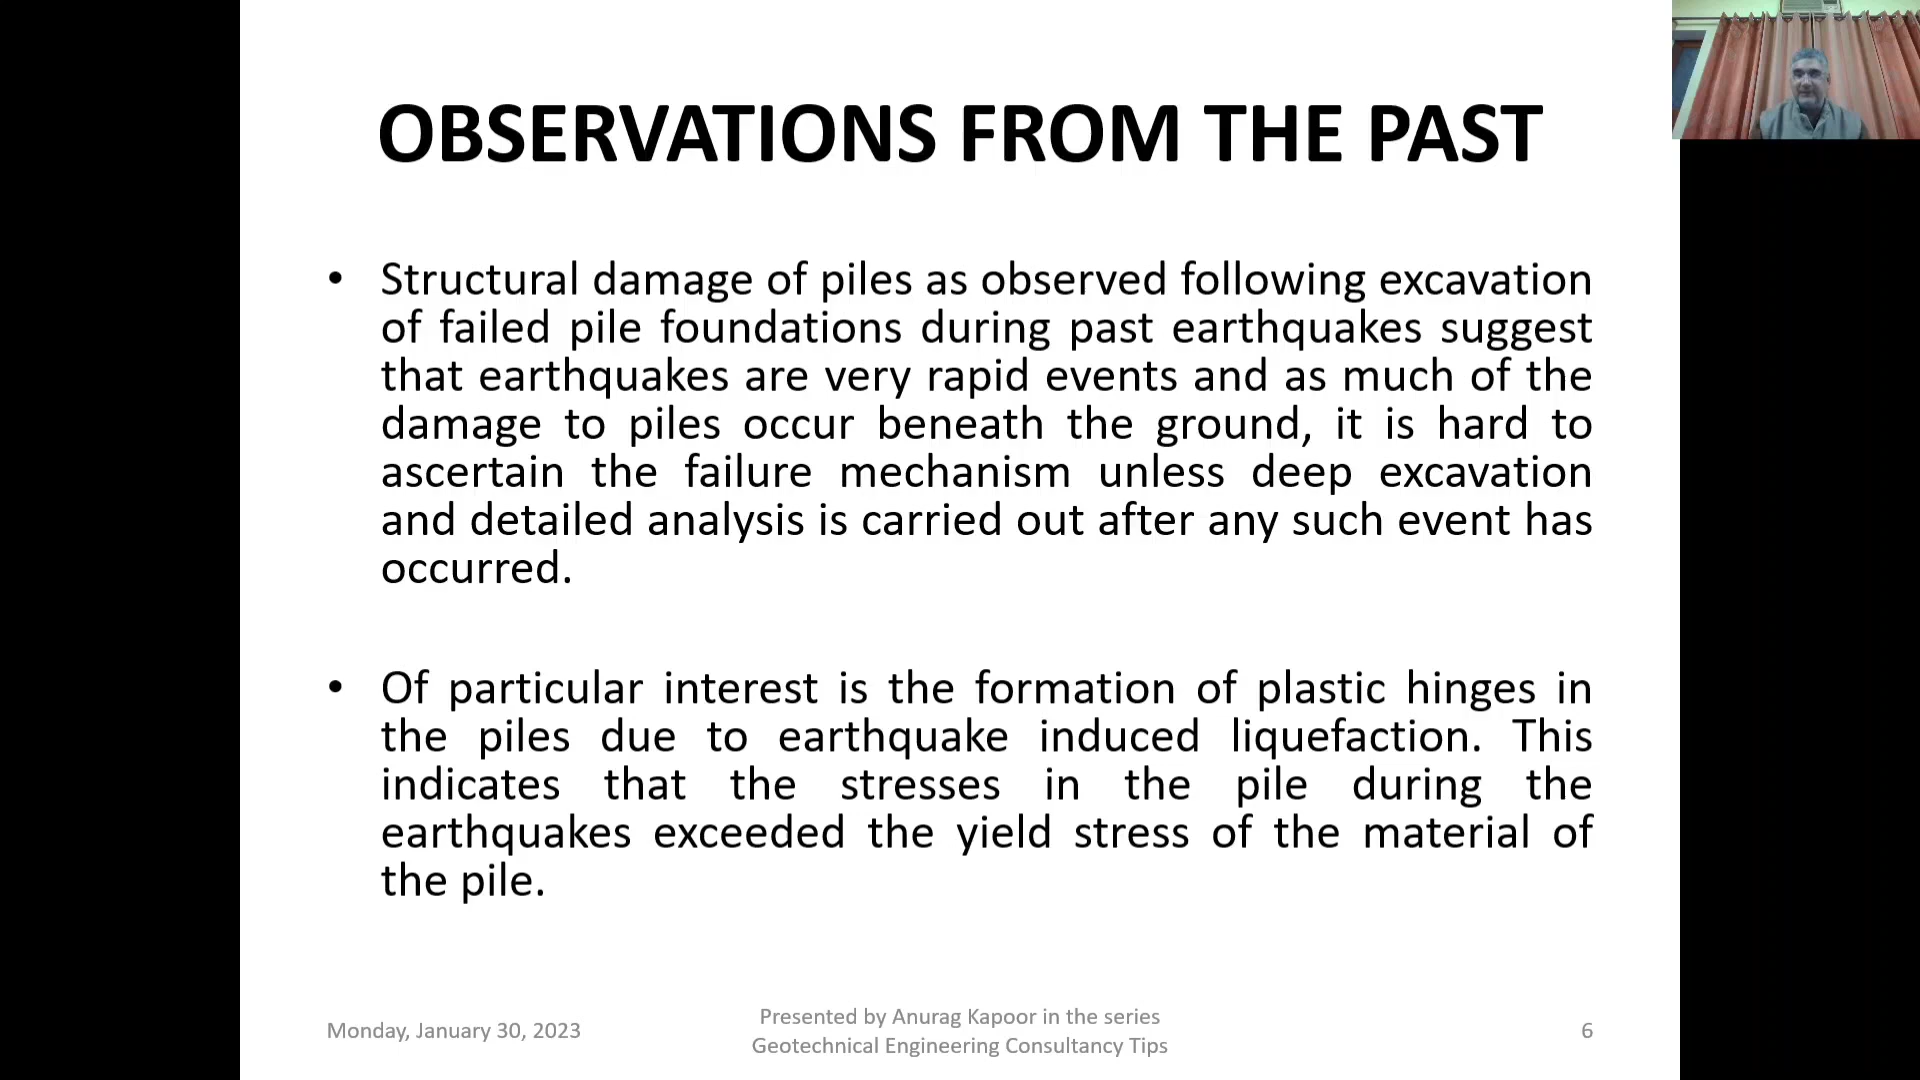 OBSERVATIONS FROM THE PAST
• Structural damage of piles as observed following excavation
of failed pile foundations during past earthquakes suggest
that earthquakes are very rapid events and as much of the
damage to piles occur beneath the ground, it is hard to
ascertain the failure mechanism unless deep excavation
and detailed analysis is carried out after any such event has
occurred.
• Of particular interest is the formation of plastic hinges in
the piles due to earthquake induced liquefaction. This
indicates that the stresses in the pile during the
earthquakes exceeded the yield stress of the material of
the pile.
Monday, January 30, 2023
Presented by Anurag Kapoor in the series
Geotechnical Engineering Consultancy Tips
6